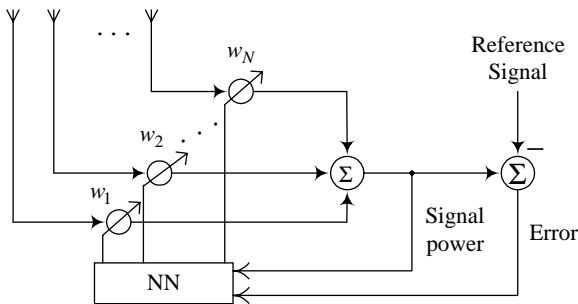 . . .
w_N
Reference
Signal
w_2
. . .
−
Σ
Σ
w_1
Signal
power
Error
NN